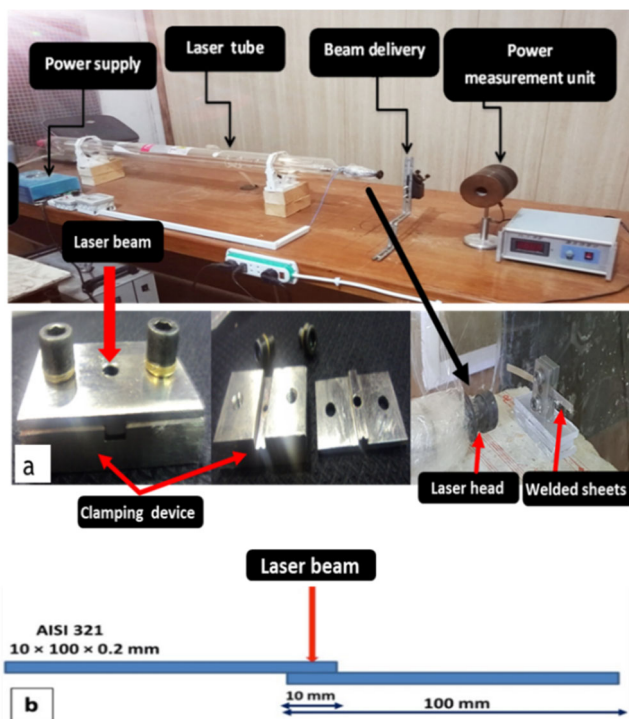 Power supply
Laser tube
Beam delivery
Power
measurement unit
Laser beam
a
Clamping device
Laser head
Welded sheets
Laser beam
AISI 321
10 × 100 × 0.2 mm
b
10 mm
100 mm